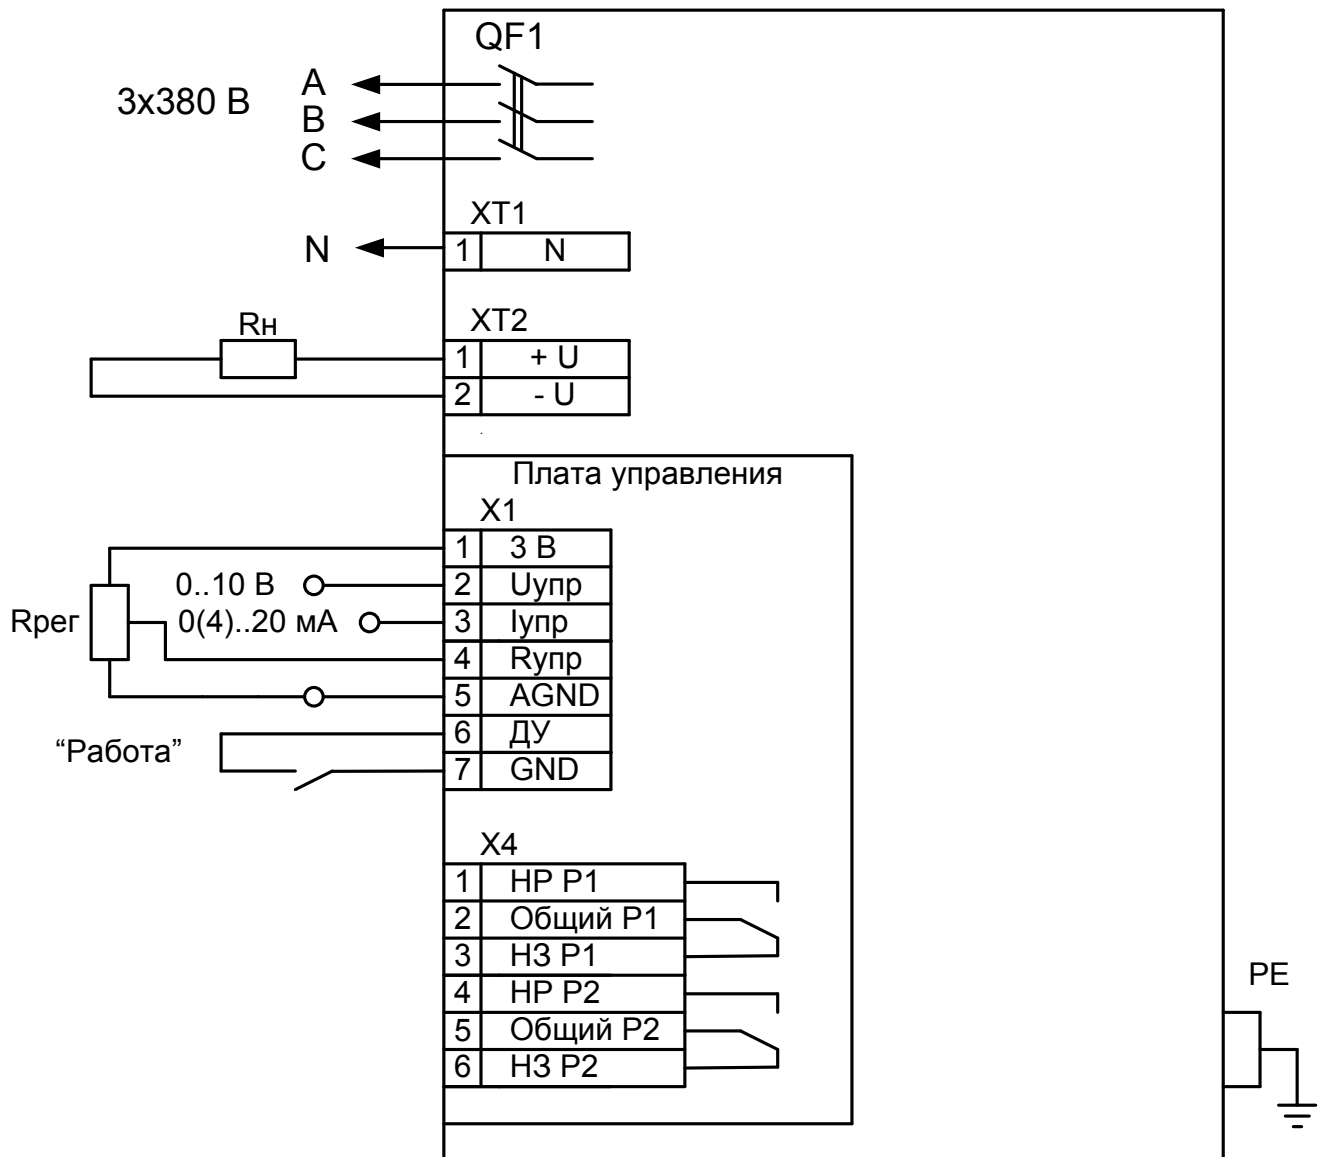 QF1
3х380 В
A
B
C
XT1
N
1 N
Rн
XT2
1 + U
2 - U
Плата управления
X1
1 3 В
0..10 В 2 Uупр
Rрег 0(4)..20 мА 3 Iупр
4 Rупр
5 AGND
“Работа” 6 ДУ
7 GND
X4
1 НР Р1
2 Общий Р1
3 НЗ Р1
4 НР Р2
5 Общий Р2
6 НЗ Р2
PE